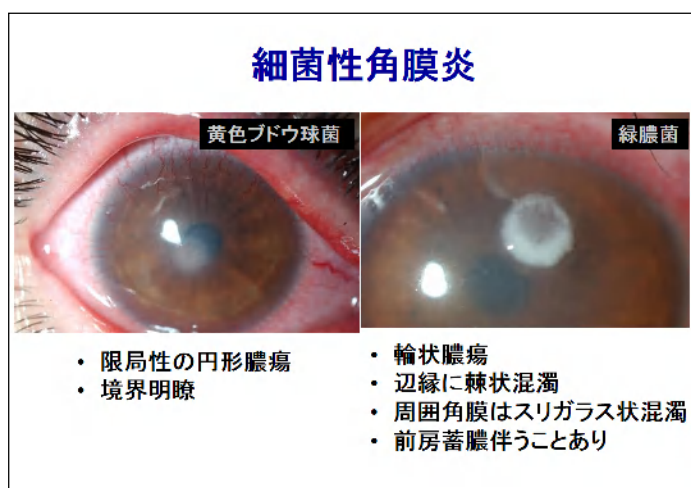 細菌性角膜炎
黄色ブドウ球菌
緑膿菌
• 限局性の円形膿瘍
• 境界明瞭
• 輪状膿瘍
• 辺縁に棘状混濁
• 周囲角膜はスリガラス状混濁
• 前房蓄膿伴うことあり